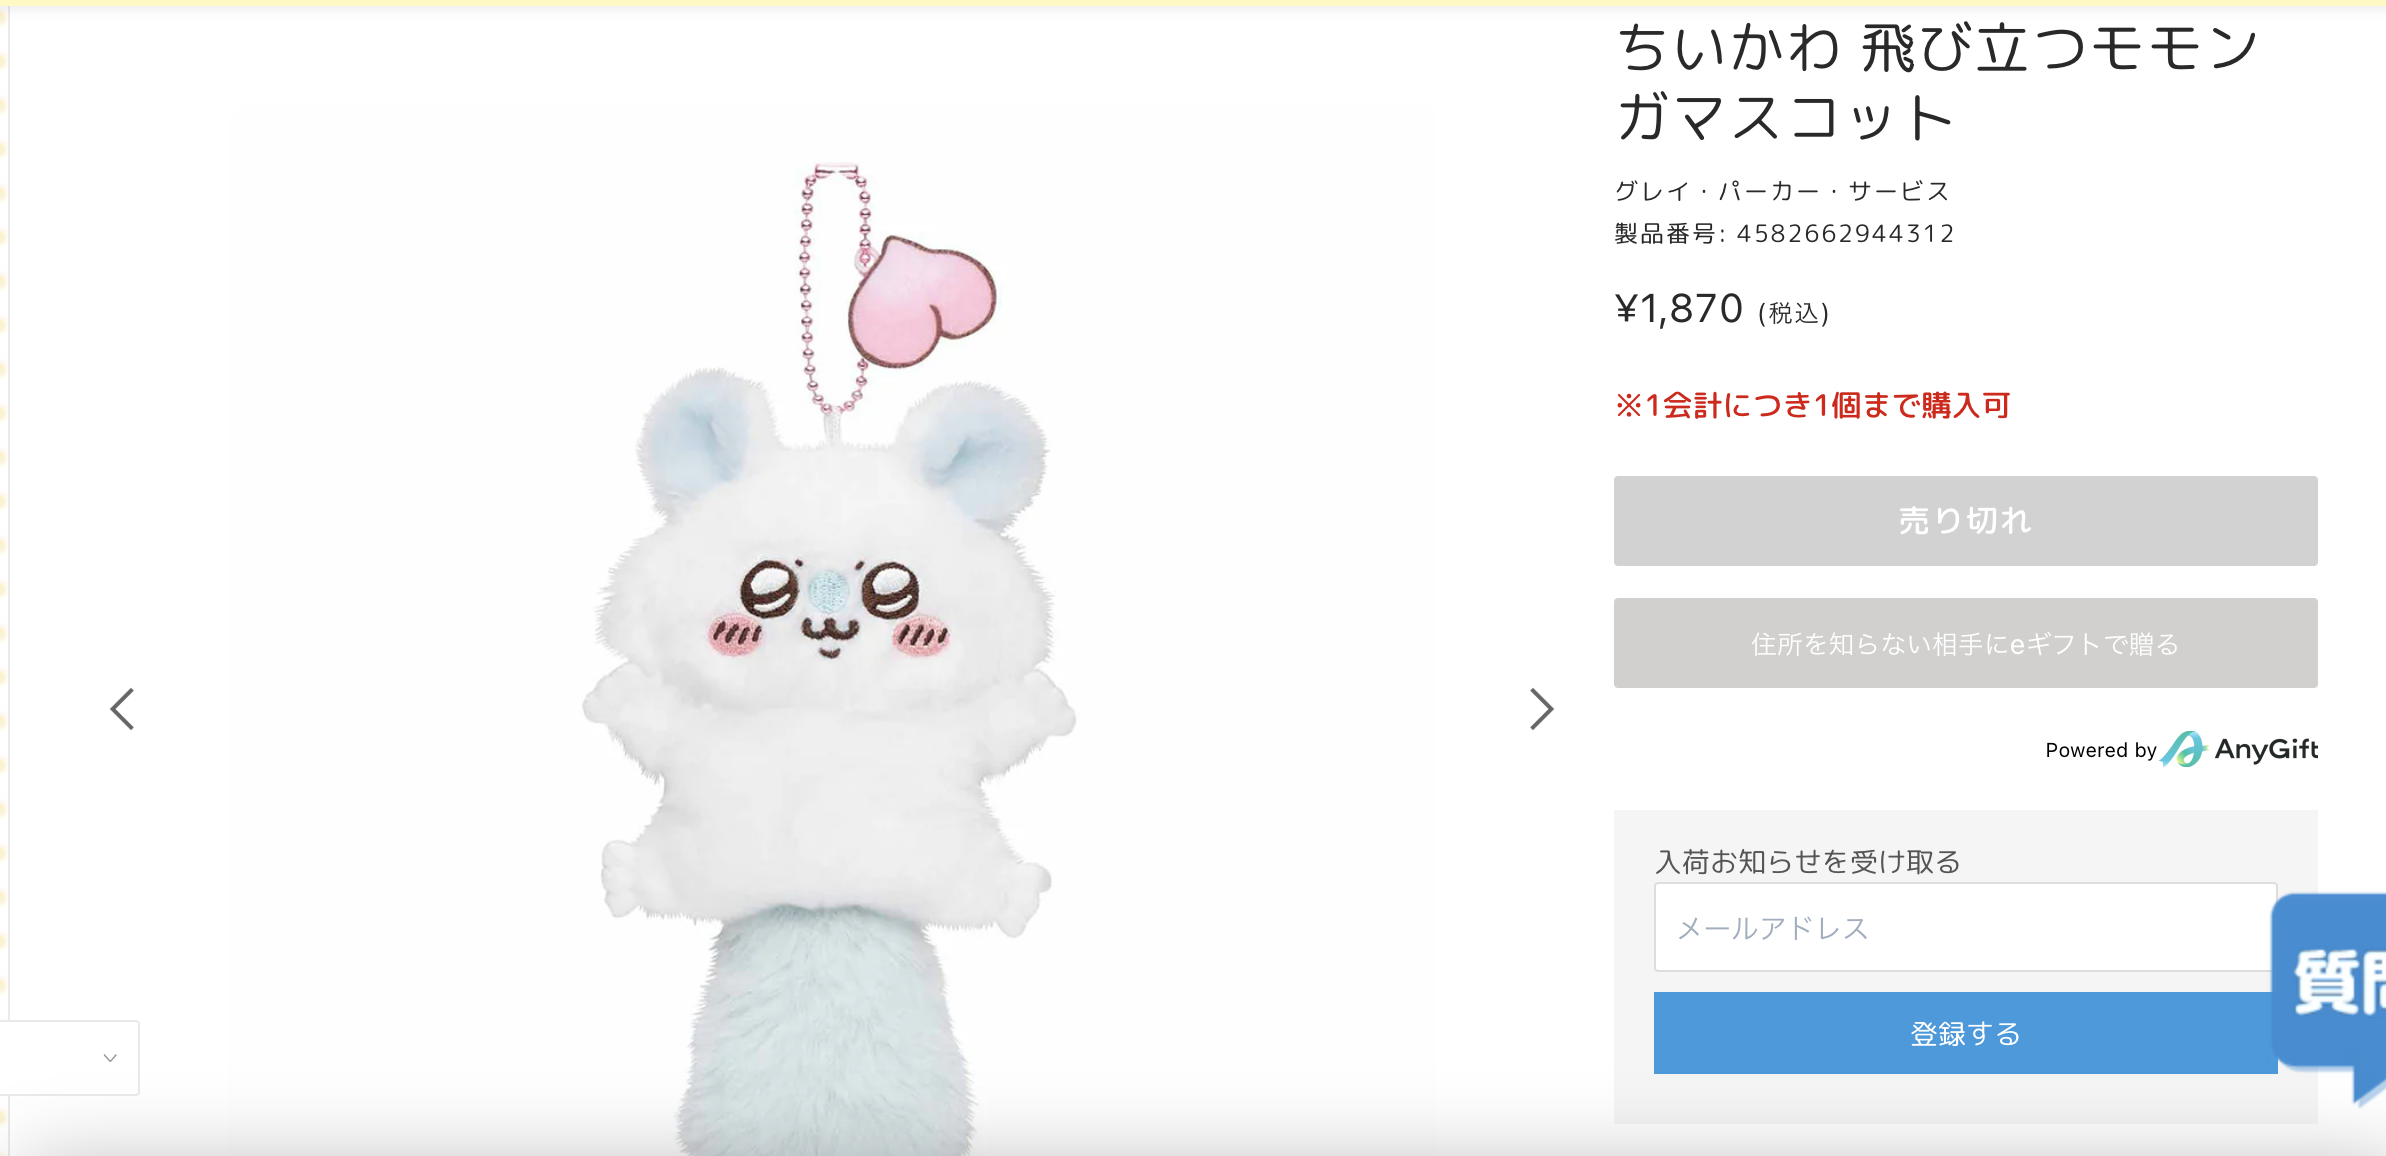 ちいかわ 飛び立つモモン
ガマスコット
グレイ・パーカー・サービス
製品番号: 4582662944312
¥1,870 (税込)
※1会計につき1個まで購入可
売り切れ
住所を知らない相手にeギフトで贈る
Powered by AnyGift
入荷お知らせを受け取る
メールアドレス
登録する
質問